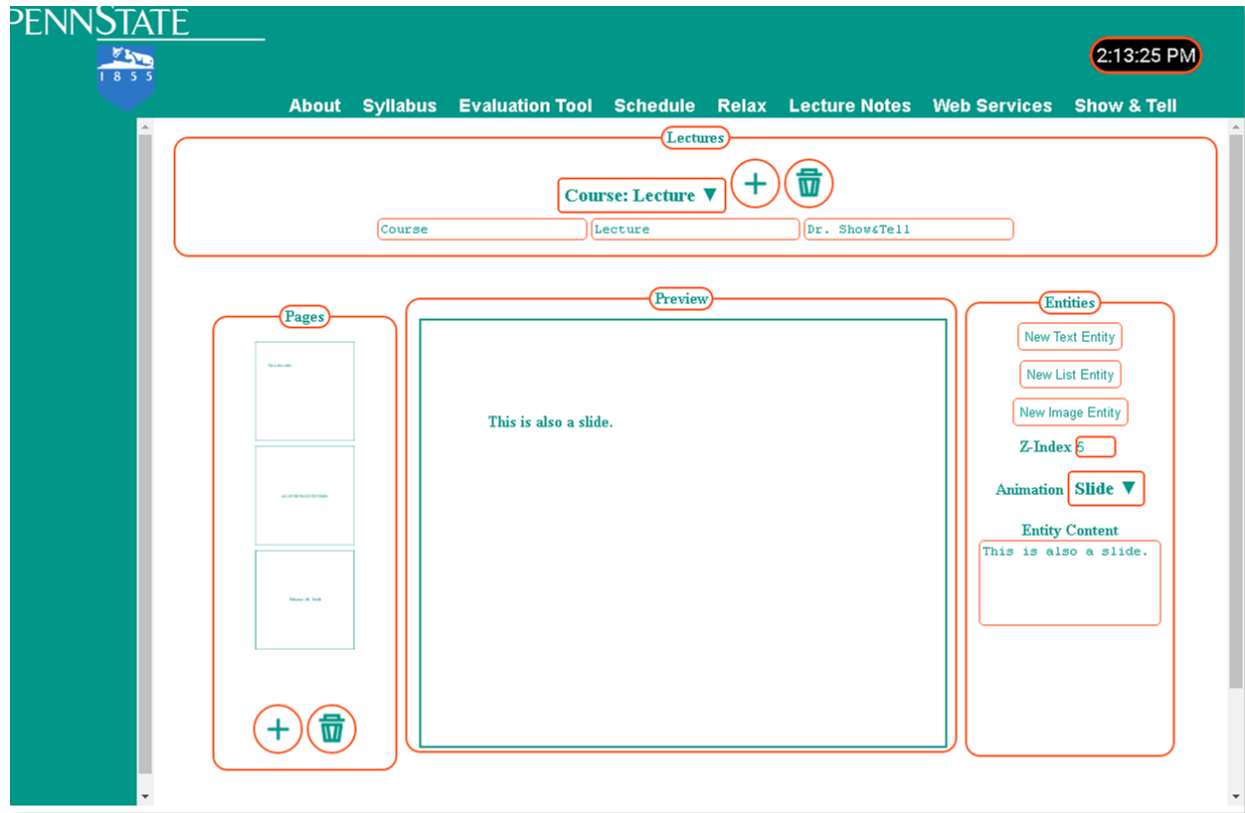 PENNSTATE
1855
2:13:25 PM
About Syllabus Evaluation Tool Schedule Relax Lecture Notes Web Services Show & Tell
Lectures
Course: Lecture ▼
Course Lecture Dr. Show&Tell
Pages
Preview
This is also a slide.
Entities
New Text Entity
New List Entity
New Image Entity
Z-Index 5
Animation Slide ▼
Entity Content
This is also a slide.
Show & Tell